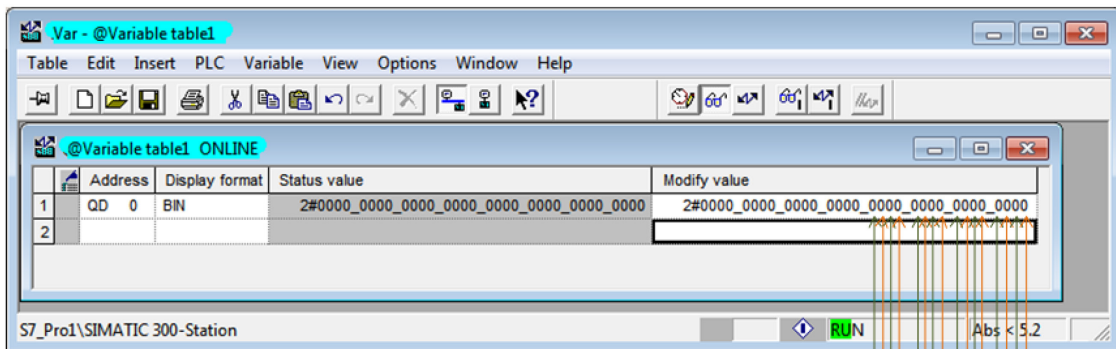 .Var - @Variable table1
Table Edit Insert PLC Variable View Options Window Help
.@Variable table1 ONLINE
Address Display format Status value Modify value
1 QD 0 BIN 2#0000_0000_0000_0000_0000_0000_0000_0000 2#0000_0000_0000_0000_0000_0000_0000_0000
2
S7_Pro1\SIMATIC 300-Station RUN Abs < 5.2